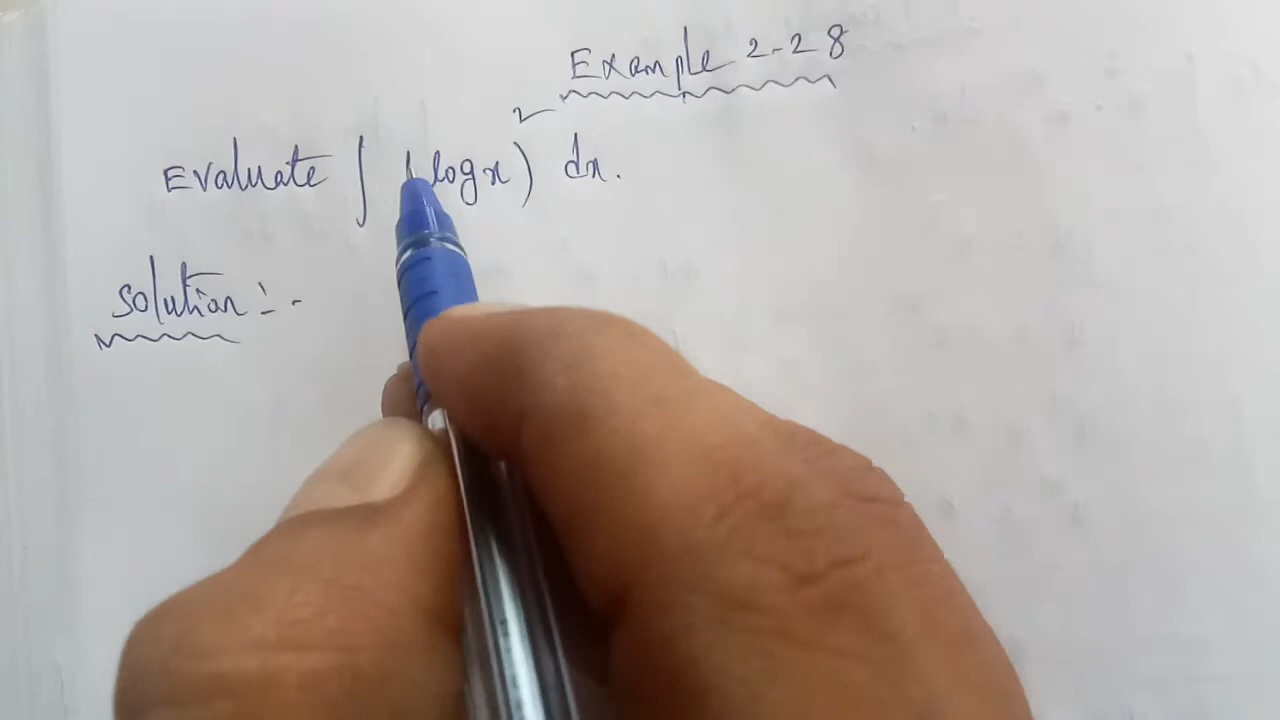 Example 2-28
Evaluate ∫ (log x)² dx.
Solution :-